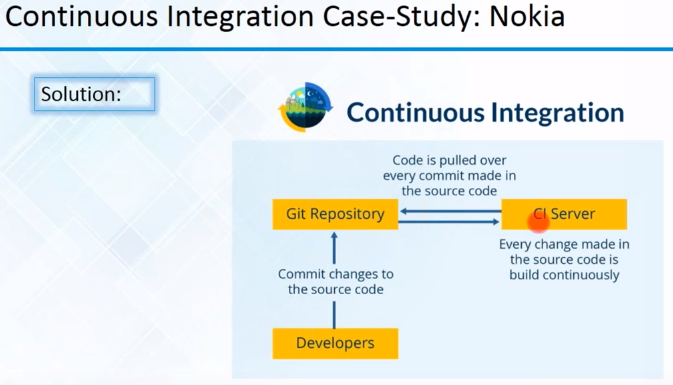 Continuous Integration Case-Study: Nokia
Solution:
Continuous Integration
Code is pulled over
every commit made in
the source code
Git Repository
CI Server
Every change made in
the source code is
build continuously
Commit changes to
the source code
Developers